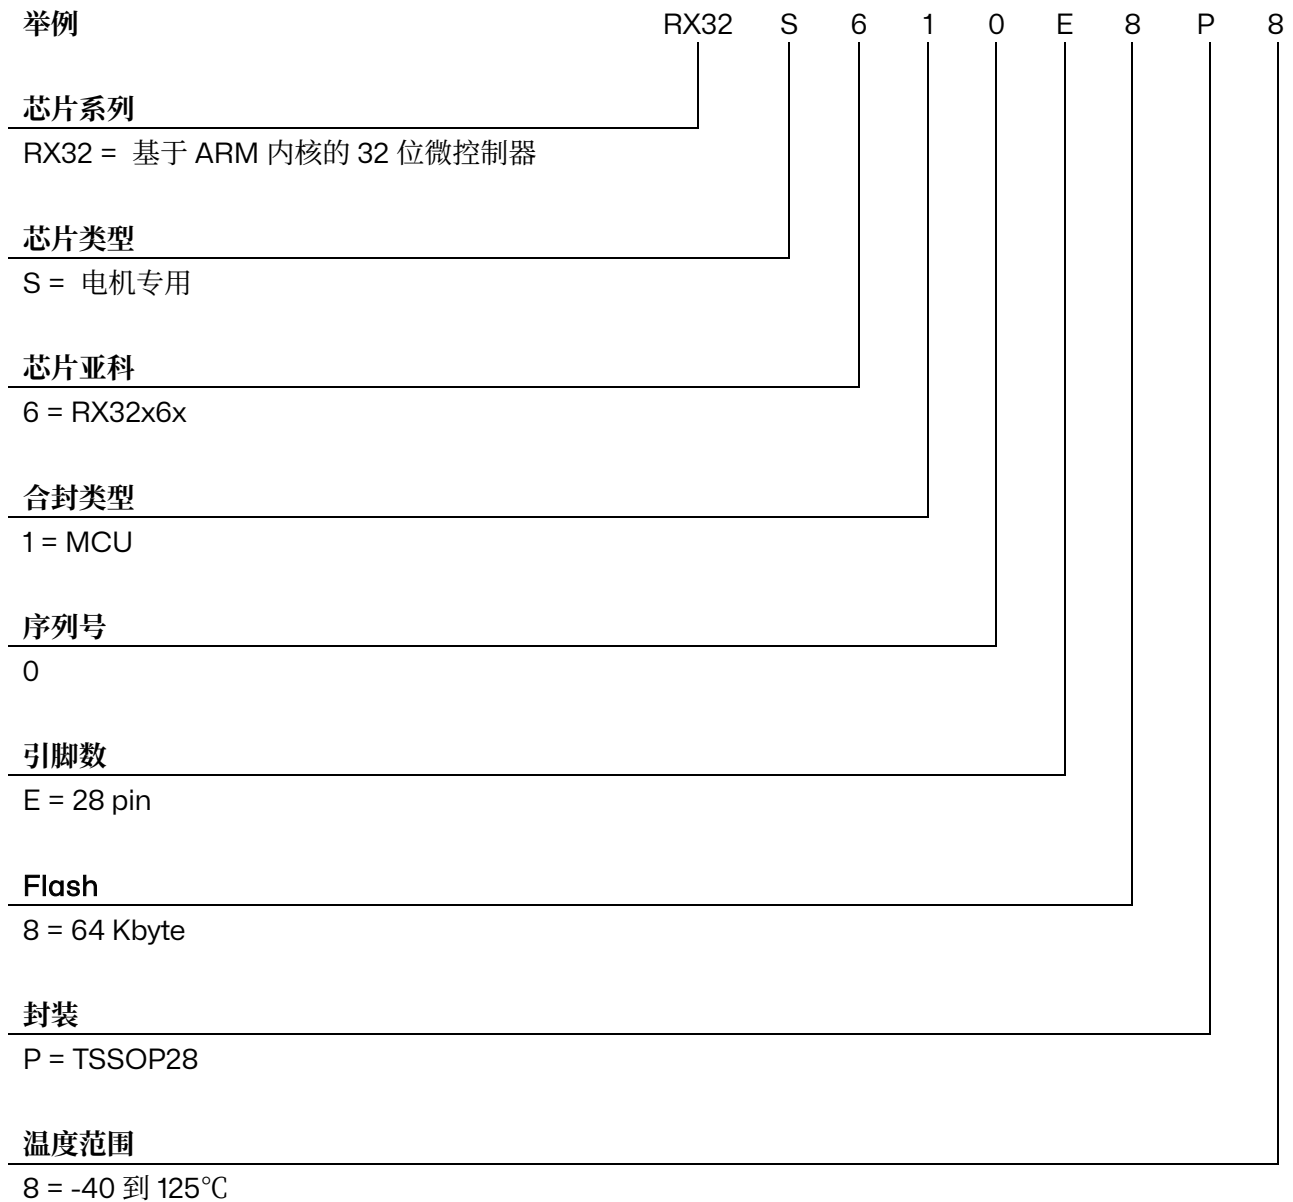 举例 RX32 S 6 1 0 E 8 P 8
芯片系列
RX32 = 基于 ARM 内核的 32 位微控制器
芯片类型
S = 电机专用
芯片亚科
6 = RX32x6x
合封类型
1 = MCU
序列号
0
引脚数
E = 28 pin
Flash
8 = 64 Kbyte
封装
P = TSSOP28
温度范围
8 = -40 到 125℃